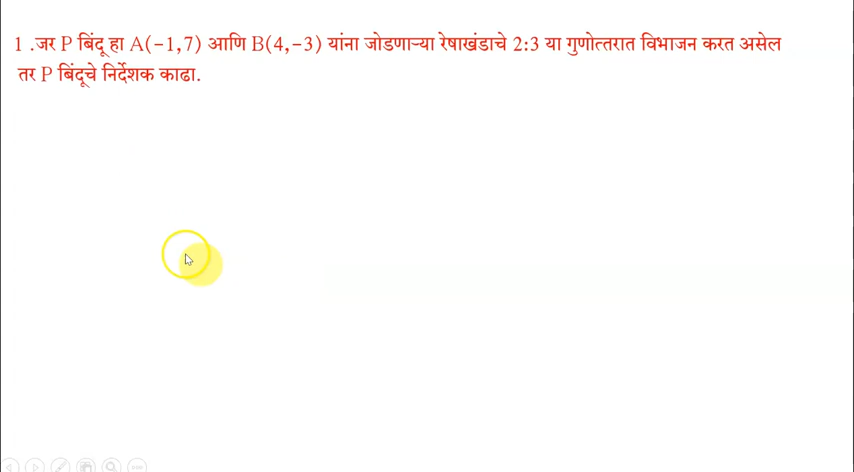 1 .जर P बिंदू हा A(-1,7) आणि B(4,-3) यांना जोडणाऱ्या रेषाखंडाचे 2:3 या गुणोत्तरात विभाजन करत असेल
तर P बिंदूचे निर्देशक काढा.